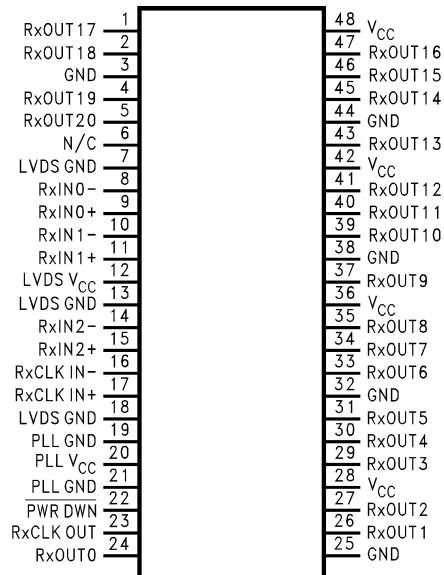 RxOUT17 1
RxOUT18 2
GND 3
RxOUT19 4
RxOUT20 5
N/C 6
LVDS GND 7
RxIN0- 8
RxIN0+ 9
RxIN1- 10
RxIN1+ 11
LVDS VCC 12
LVDS GND 13
RxIN2- 14
RxIN2+ 15
RxCLK IN- 16
RxCLK IN+ 17
LVDS GND 18
PLL GND 19
PLL VCC 20
PLL GND 21
PWR DWN 22
RxCLK OUT 23
RxOUT0 24
48 VCC
47 RxOUT16
46 RxOUT15
45 RxOUT14
44 GND
43 RxOUT13
42 VCC
41 RxOUT12
40 RxOUT11
39 RxOUT10
38 GND
37 RxOUT9
36 VCC
35 RxOUT8
34 RxOUT7
33 RxOUT6
32 GND
31 RxOUT5
30 RxOUT4
29 RxOUT3
28 VCC
27 RxOUT2
26 RxOUT1
25 GND